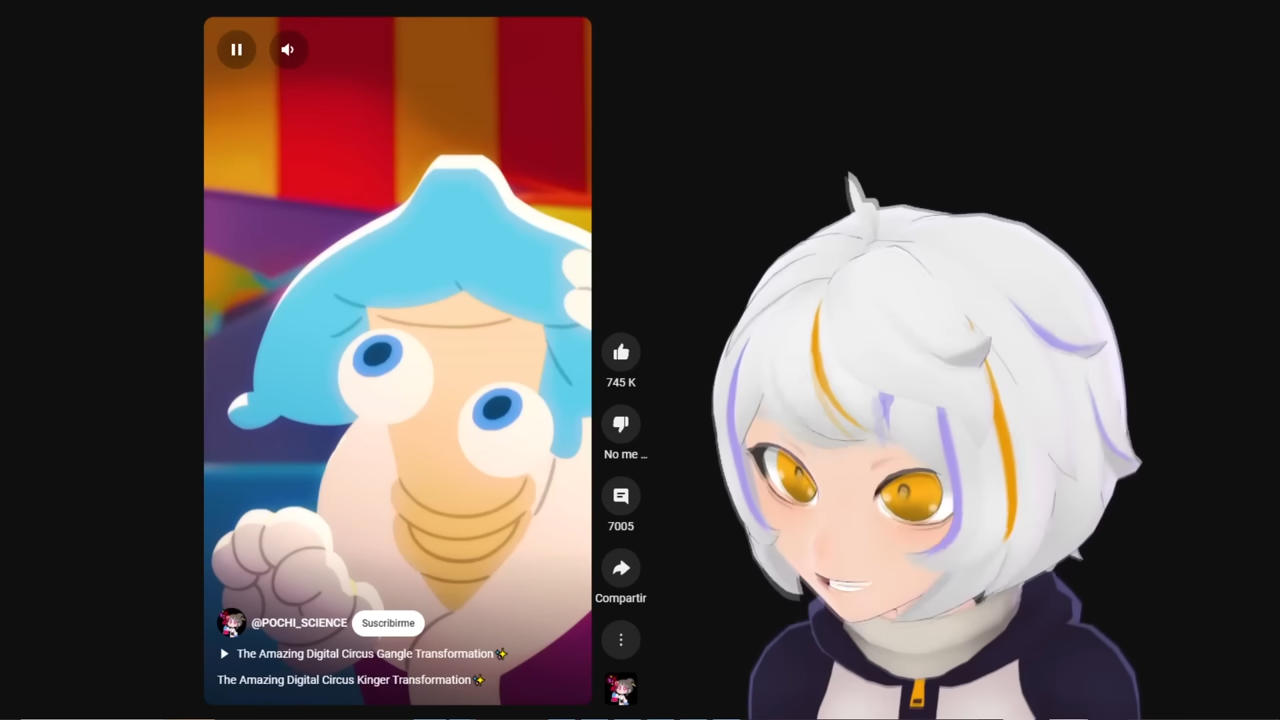 745 K
No me ...
7005
Compartir
@POCHI_SCIENCE Suscribirme
The Amazing Digital Circus Gangle Transformation✨
The Amazing Digital Circus Kinger Transformation ✨